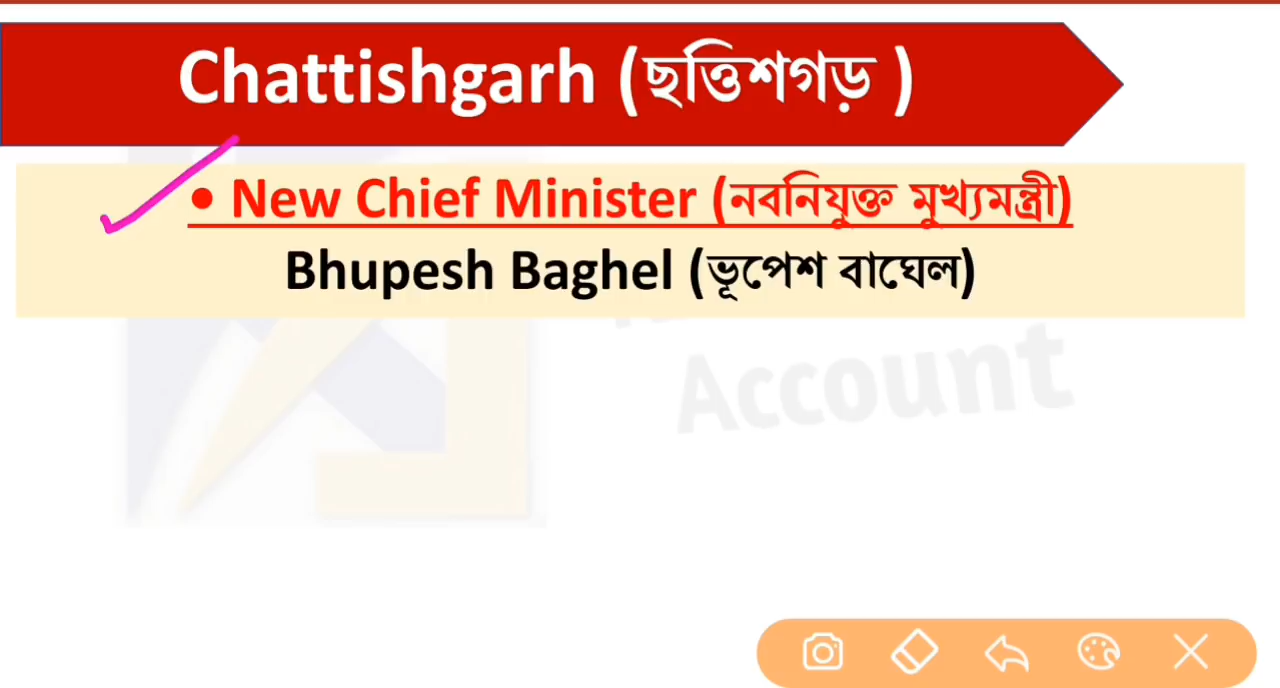 Chattishgarh (ছত্তিশগড় )
• New Chief Minister (নবনিযুক্ত মুখ্যমন্ত্রী)
Bhupesh Baghel (ভূপেশ বাঘেল)
Account